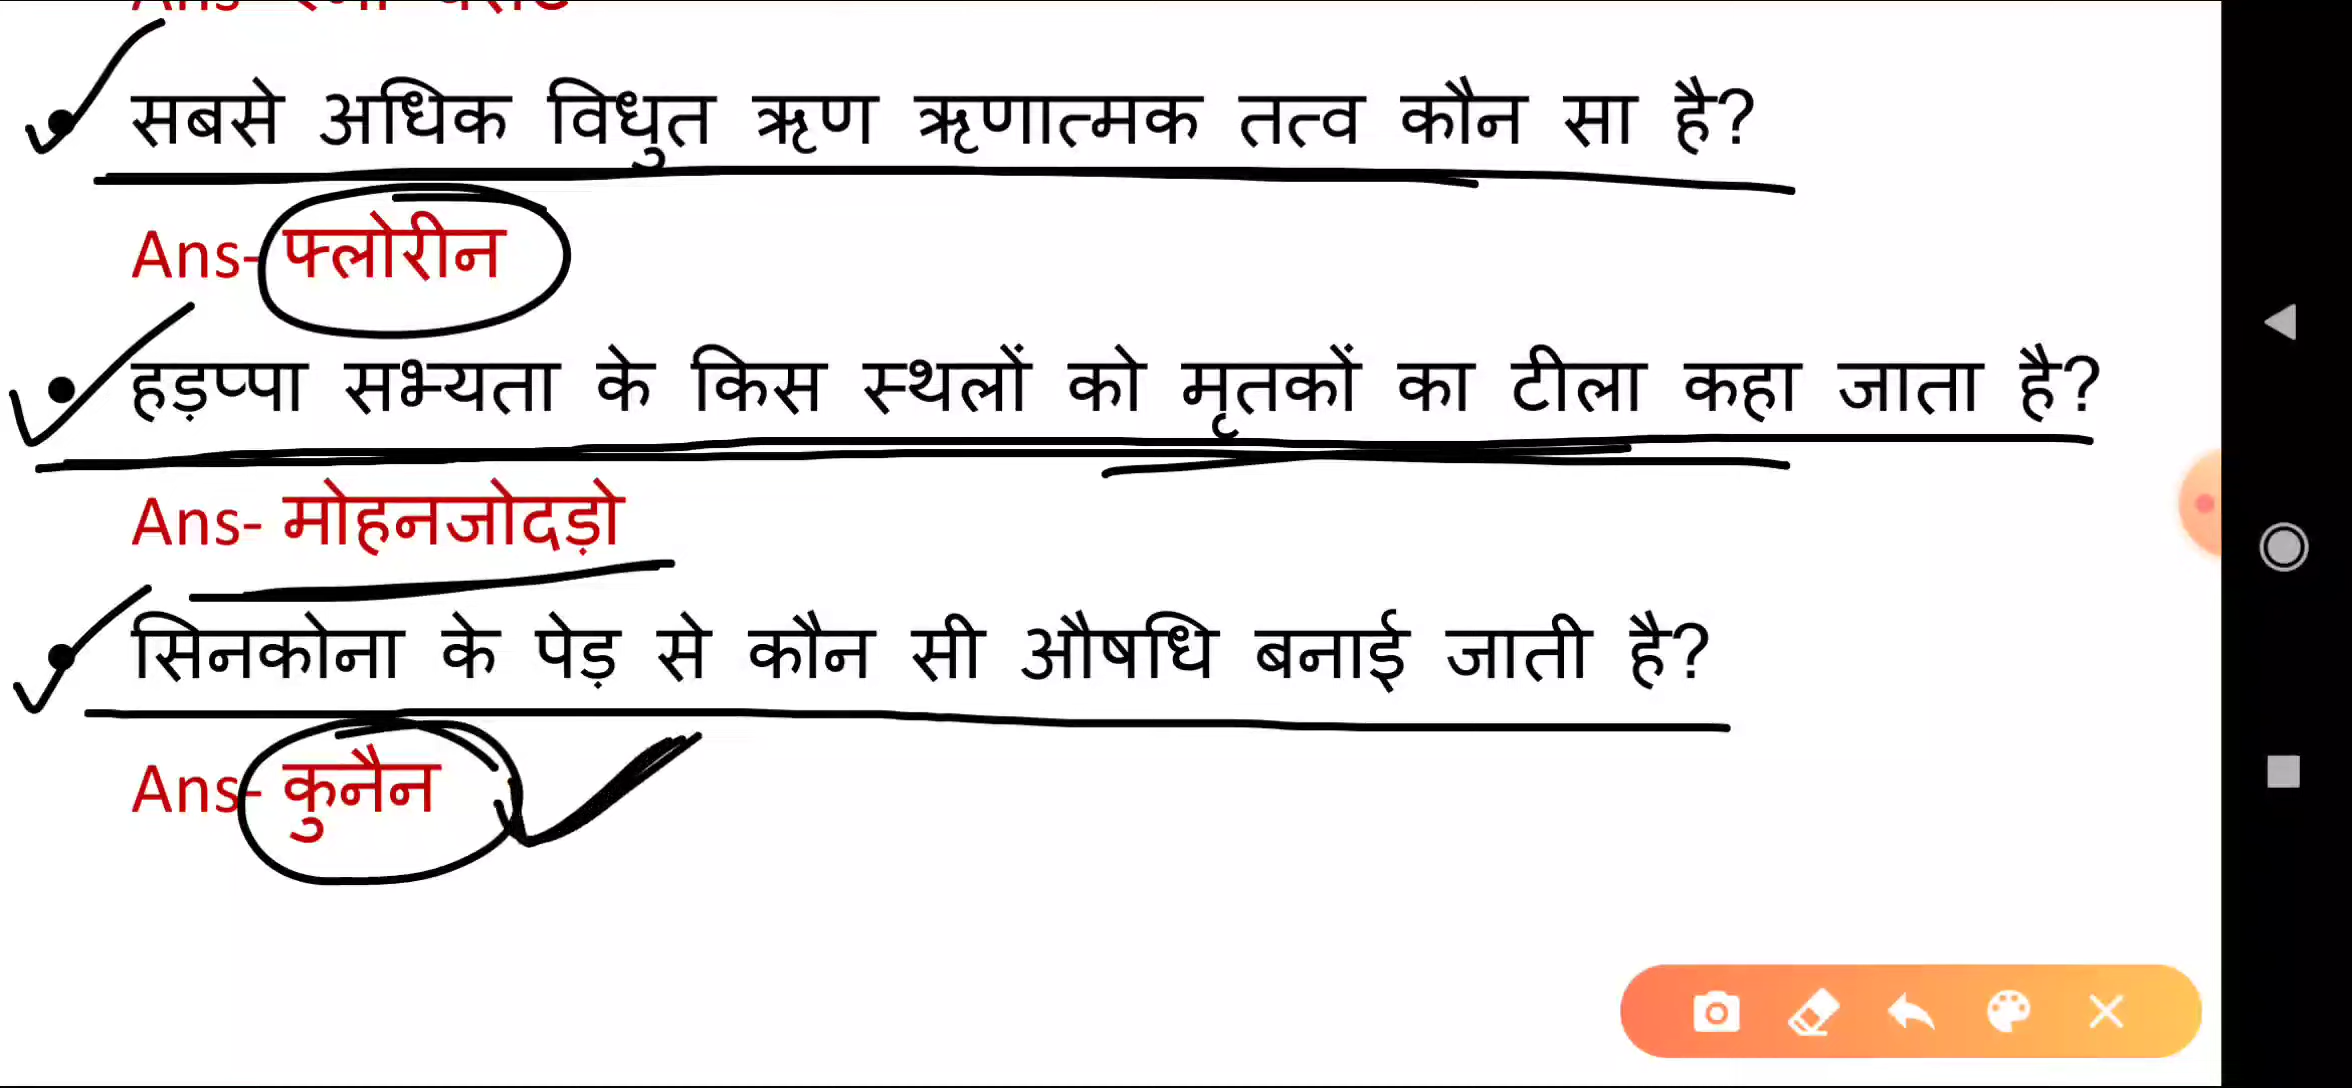 सबसे अधिक विधुत ऋण ऋणात्मक तत्व कौन सा है?
Ans- फ्लोरीन
हड़प्पा सभ्यता के किस स्थलों को मृतकों का टीला कहा जाता है?
Ans- मोहनजोदड़ो
सिनकोना के पेड़ से कौन सी औषधि बनाई जाती है?
Ans- कुनैन